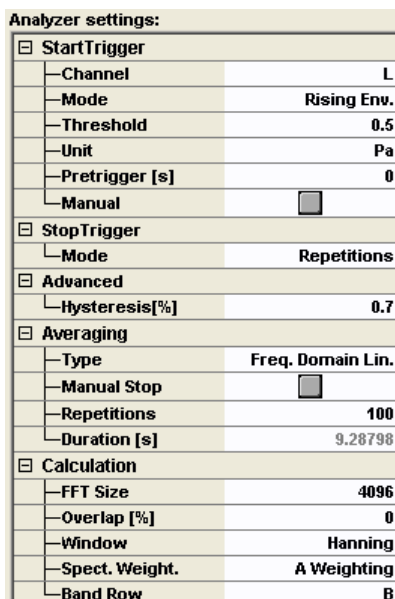 Analyzer settings:
StartTrigger
Channel L
Mode Rising Env.
Threshold 0.5
Unit Pa
Pretrigger [s] 0
Manual
StopTrigger
Mode Repetitions
Advanced
Hysteresis[%] 0.7
Averaging
Type Freq. Domain Lin.
Manual Stop
Repetitions 100
Duration [s] 9.28798
Calculation
FFT Size 4096
Overlap [%] 0
Window Hanning
Spect. Weight. A Weighting
Band Row B